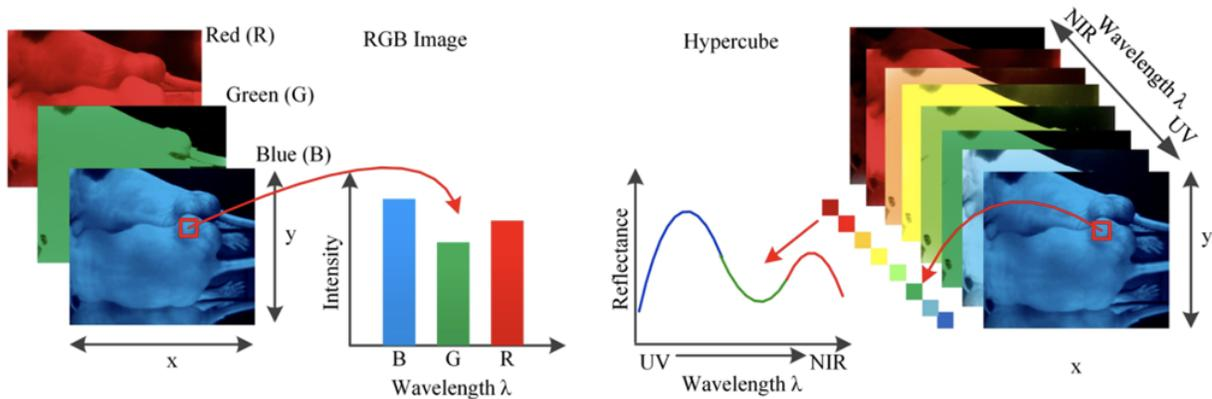 Red (R)
RGB Image
Green (G)
Blue (B)
y
x
Intensity
B G R
Wavelength λ
Hypercube
NIR
Wavelength λ
UV
Reflectance
UV
NIR
Wavelength λ
y
x